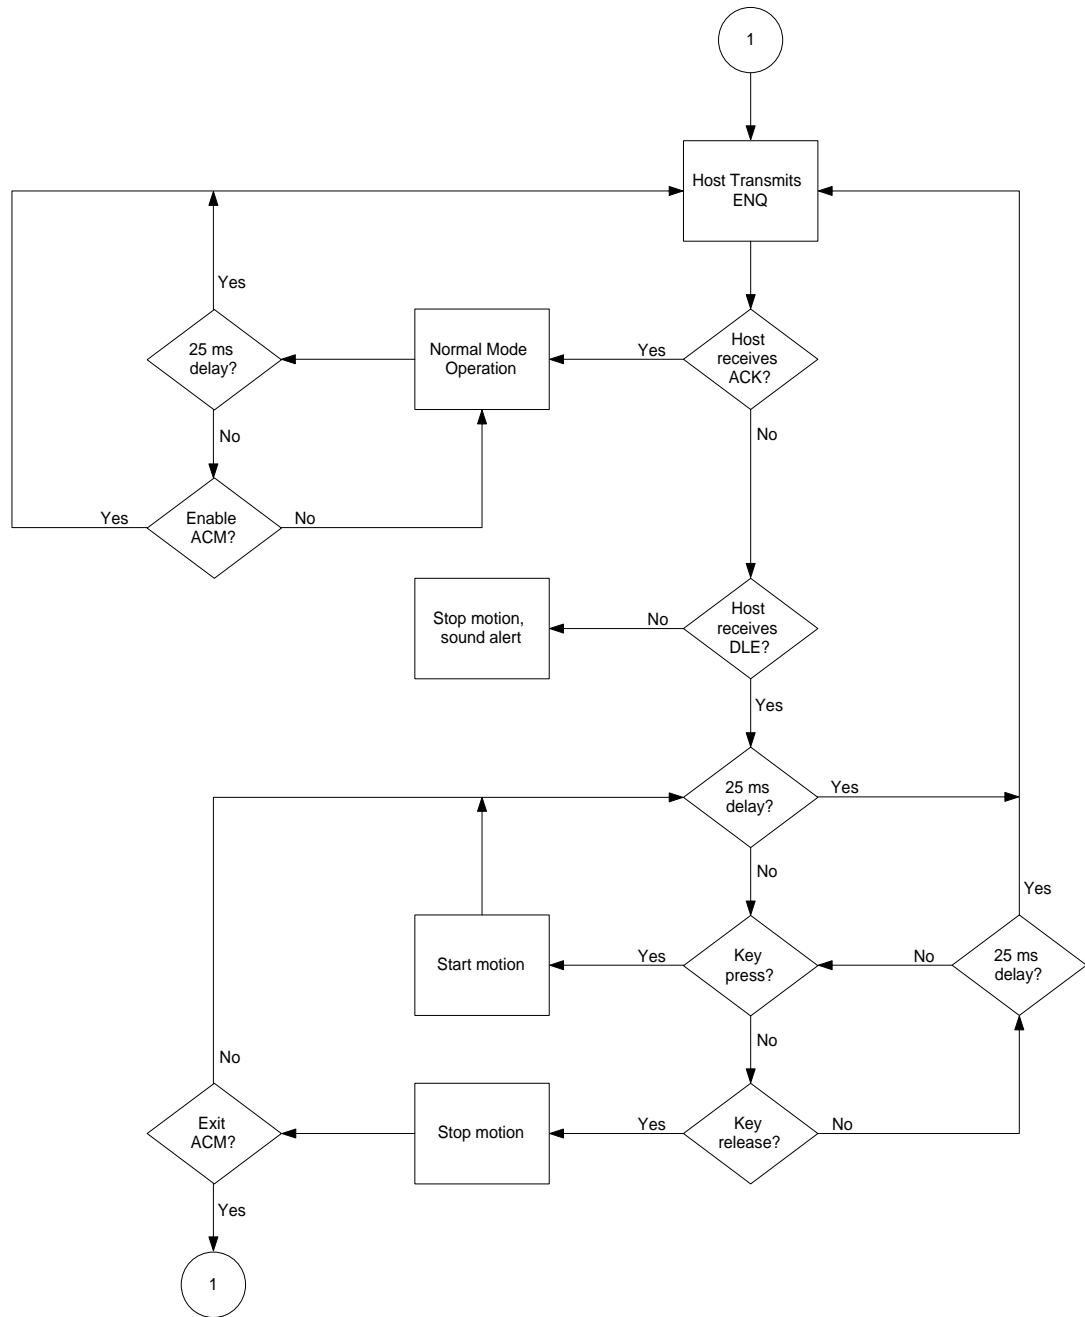 1
Host Transmits
ENQ
Yes
25 ms
delay?
Normal Mode
Operation
Yes
Host
receives
ACK?
No
No
Yes
Enable
ACM?
No
Stop motion,
sound alert
No
Host
receives
DLE?
Yes
25 ms
delay?
Yes
No
Yes
Start motion
Yes
Key
press?
No
25 ms
delay?
No
No
Exit
ACM?
Stop motion
Yes
Key
release?
No
Yes
1